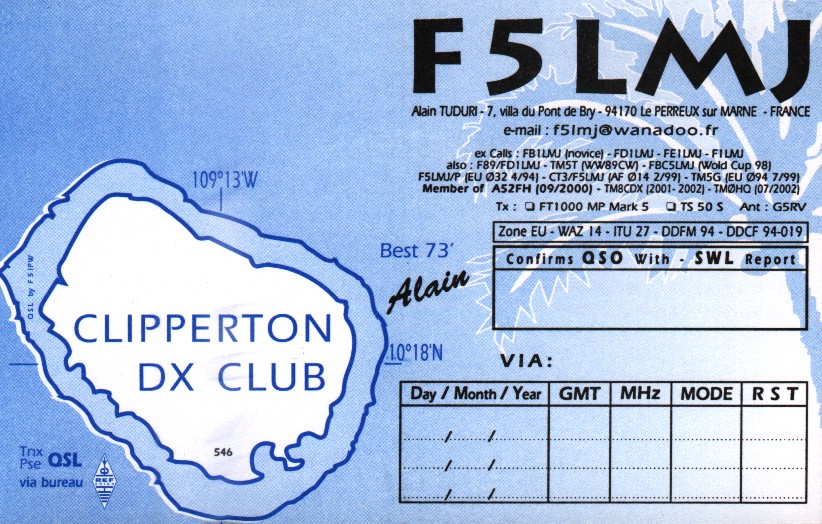 F5LMJ
Alain TUDURI - 7, villa du Pont de Bry - 94170 Le PERREUX sur MARNE - FRANCE
e-mail : f5lmj@wanadoo.fr
ex Calls : FB1LMJ (novice) - FD1LMJ - FE1LMJ - F1LMJ
also : F89/FD1LMJ - TM5T (WW89CW) - FBC5LMJ (Wold Cup 98)
F5LMJ/P (EU Ø32 4/94) - CT3/F5LMJ (AF Ø14 2/99) - TM5G (EU Ø94 7/99)
Member of A52FH (09/2000) - TM8CDX (2001- 2002) - TMØHQ (07/2002)
Tx : ❏ FT1000 MP Mark 5 ❏ TS 50 S Ant : G5RV
Zone EU - WAZ 14 - ITU 27 - DDFM 94 - DDCF 94-019
Confirms QSO With - SWL Report
109°13'W
Best 73'
Alain
QSL by F5IPW
CLIPPERTON
DX CLUB
10°18'N
VIA:
Day / Month / Year GMT MHz MODE R S T
....../....../......
....../....../......
....../....../......
546
Tnx
Pse QSL
via bureau
REF